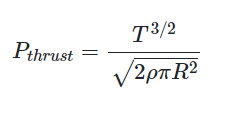 P_{thrust} = \frac{T^{3/2}}{\sqrt{2\rho\pi R^2}}